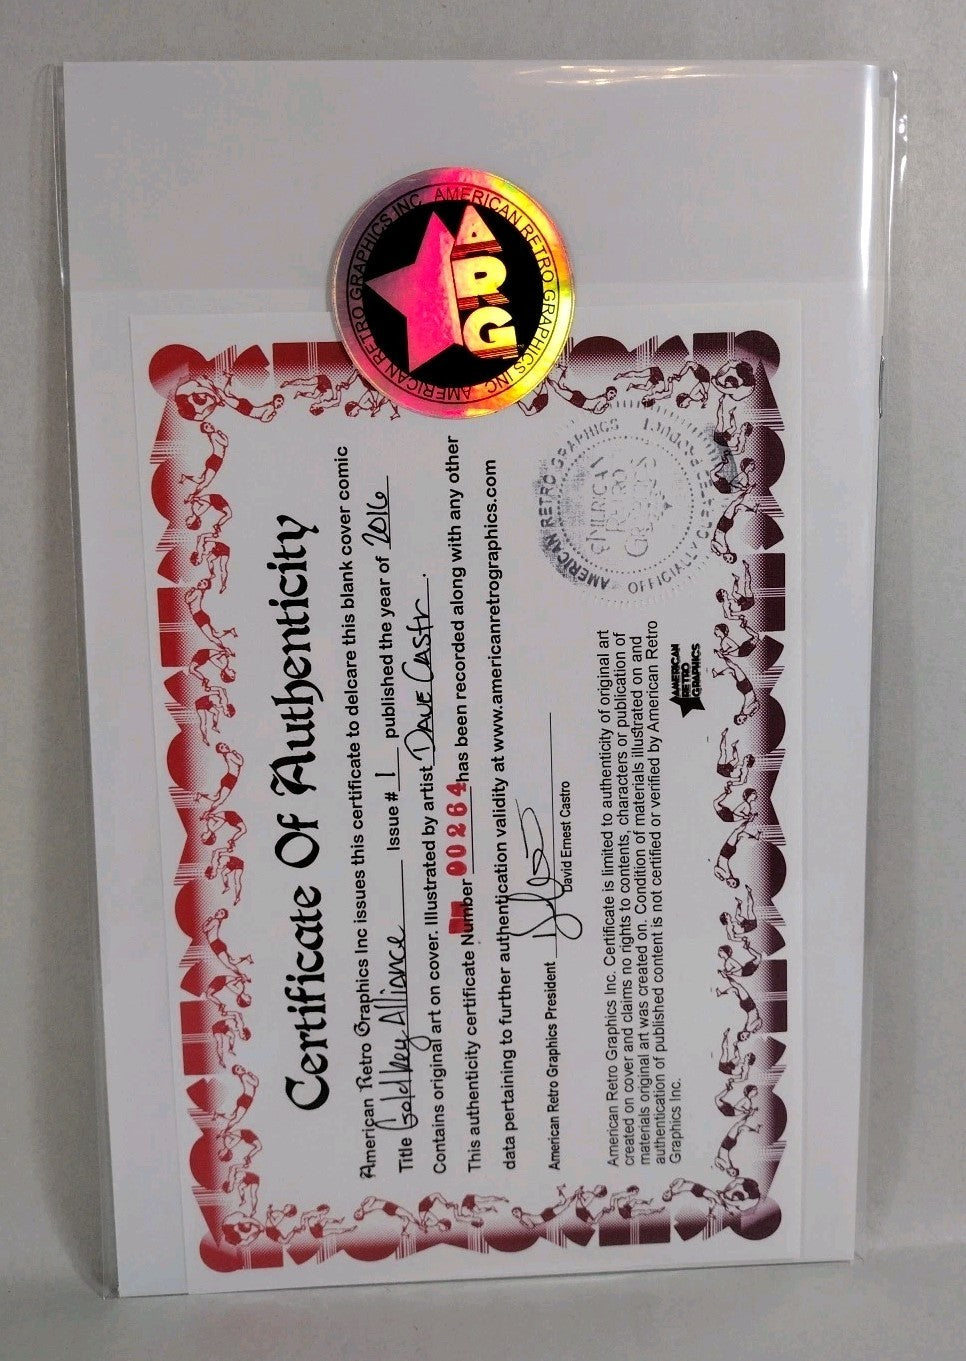 AMERICAN RETRO GRAPHICS INC. AMERICAN RETRO GRAPHICS INC.
ARG
Certificate Of Authenticity
American Retro Graphics Inc issues this certificate to delcare this blank cover comic
Title Gold Key Alliance Issue # 1 published the year of 2016
Contains original art on cover. Illustrated by artist Dave Castr.
This authenticity certificate Number 00264 has been recorded along with any other
data pertaining to further authentication validity at www.americanretrographics.com
American Retro Graphics President
David Ernest Castro
American Retro Graphics Inc. Certificate is limited to authenticity of original art
created on cover and claims no rights to contents, characters or publication of
materials original art was created on. Condition of materials illustrated on and
authentication of published content is not certified or verified by American Retro
Graphics Inc.
AMERICAN
RETRO
GRAPHICS
AMERICAN RETRO GRAPHICS